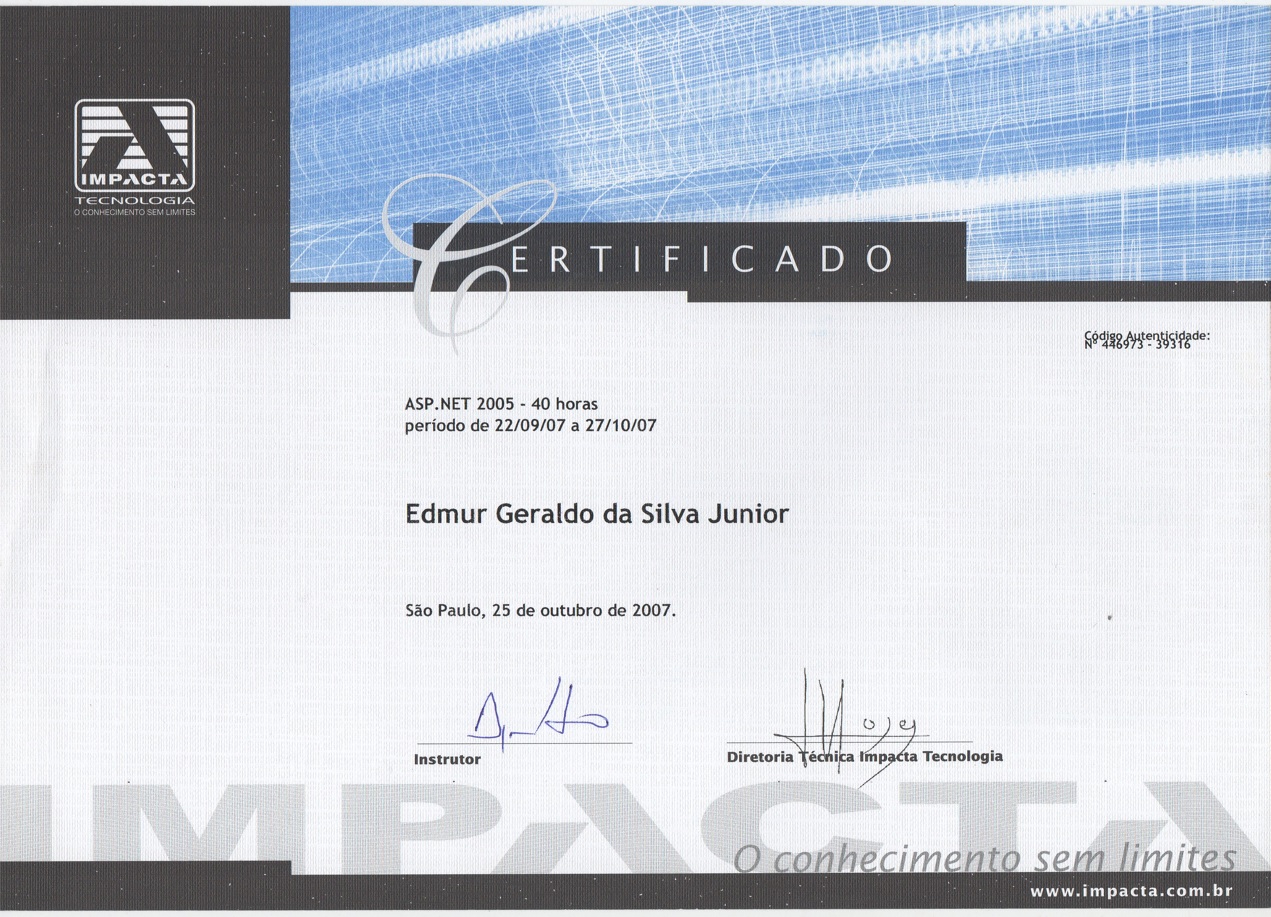 IMPACTA
TECNOLOGIA
O CONHECIMENTO SEM LIMITES
CERTIFICADO
Código Autenticidade:
Nº 446973 - 39316
ASP.NET 2005 - 40 horas
período de 22/09/07 a 27/10/07
Edmur Geraldo da Silva Junior
São Paulo, 25 de outubro de 2007.
Instrutor
Diretoria Técnica Impacta Tecnologia
IMPACTA
O conhecimento sem limites
www.impacta.com.br